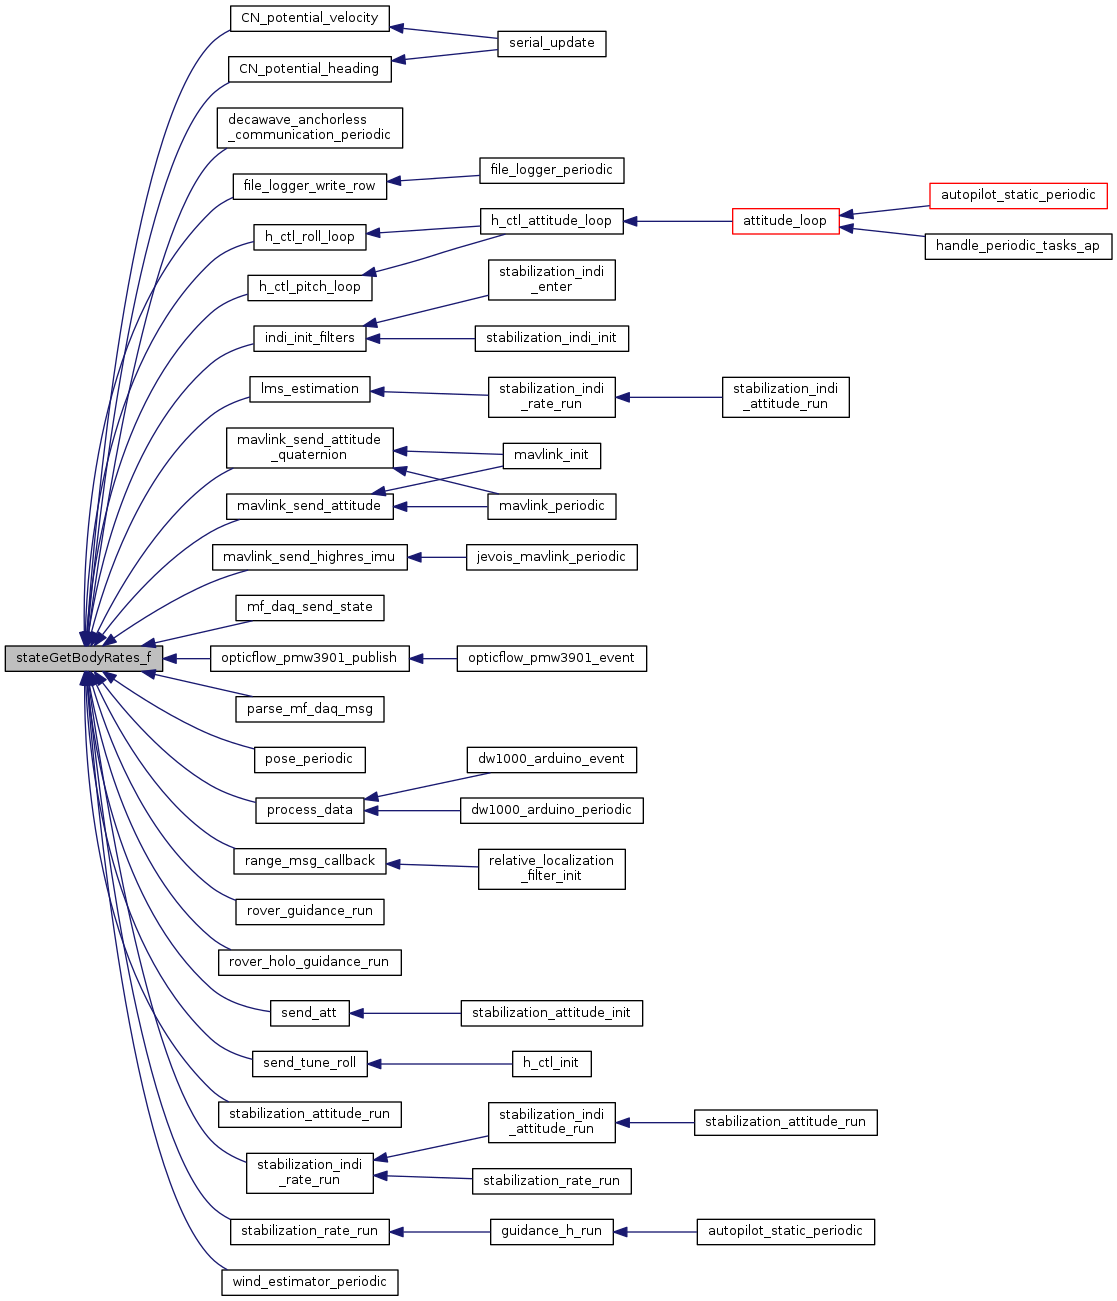 CN_potential_velocity
serial_update
CN_potential_heading
decawave_anchorless
_communication_periodic
file_logger_write_row
file_logger_periodic
h_ctl_roll_loop
h_ctl_attitude_loop
attitude_loop
autopilot_static_periodic
handle_periodic_tasks_ap
h_ctl_pitch_loop
stabilization_indi
_enter
indi_init_filters
stabilization_indi_init
lms_estimation
stabilization_indi
_rate_run
stabilization_indi
_attitude_run
mavlink_send_attitude
_quaternion
mavlink_init
mavlink_send_attitude
mavlink_periodic
mavlink_send_highres_imu
jevois_mavlink_periodic
mf_daq_send_state
stateGetBodyRates_f
opticflow_pmw3901_publish
opticflow_pmw3901_event
parse_mf_daq_msg
pose_periodic
dw1000_arduino_event
process_data
dw1000_arduino_periodic
range_msg_callback
relative_localization
_filter_init
rover_guidance_run
rover_holo_guidance_run
send_att
stabilization_attitude_init
send_tune_roll
h_ctl_init
stabilization_attitude_run
stabilization_indi
_attitude_run
stabilization_attitude_run
stabilization_indi
_rate_run
stabilization_rate_run
stabilization_rate_run
guidance_h_run
autopilot_static_periodic
wind_estimator_periodic